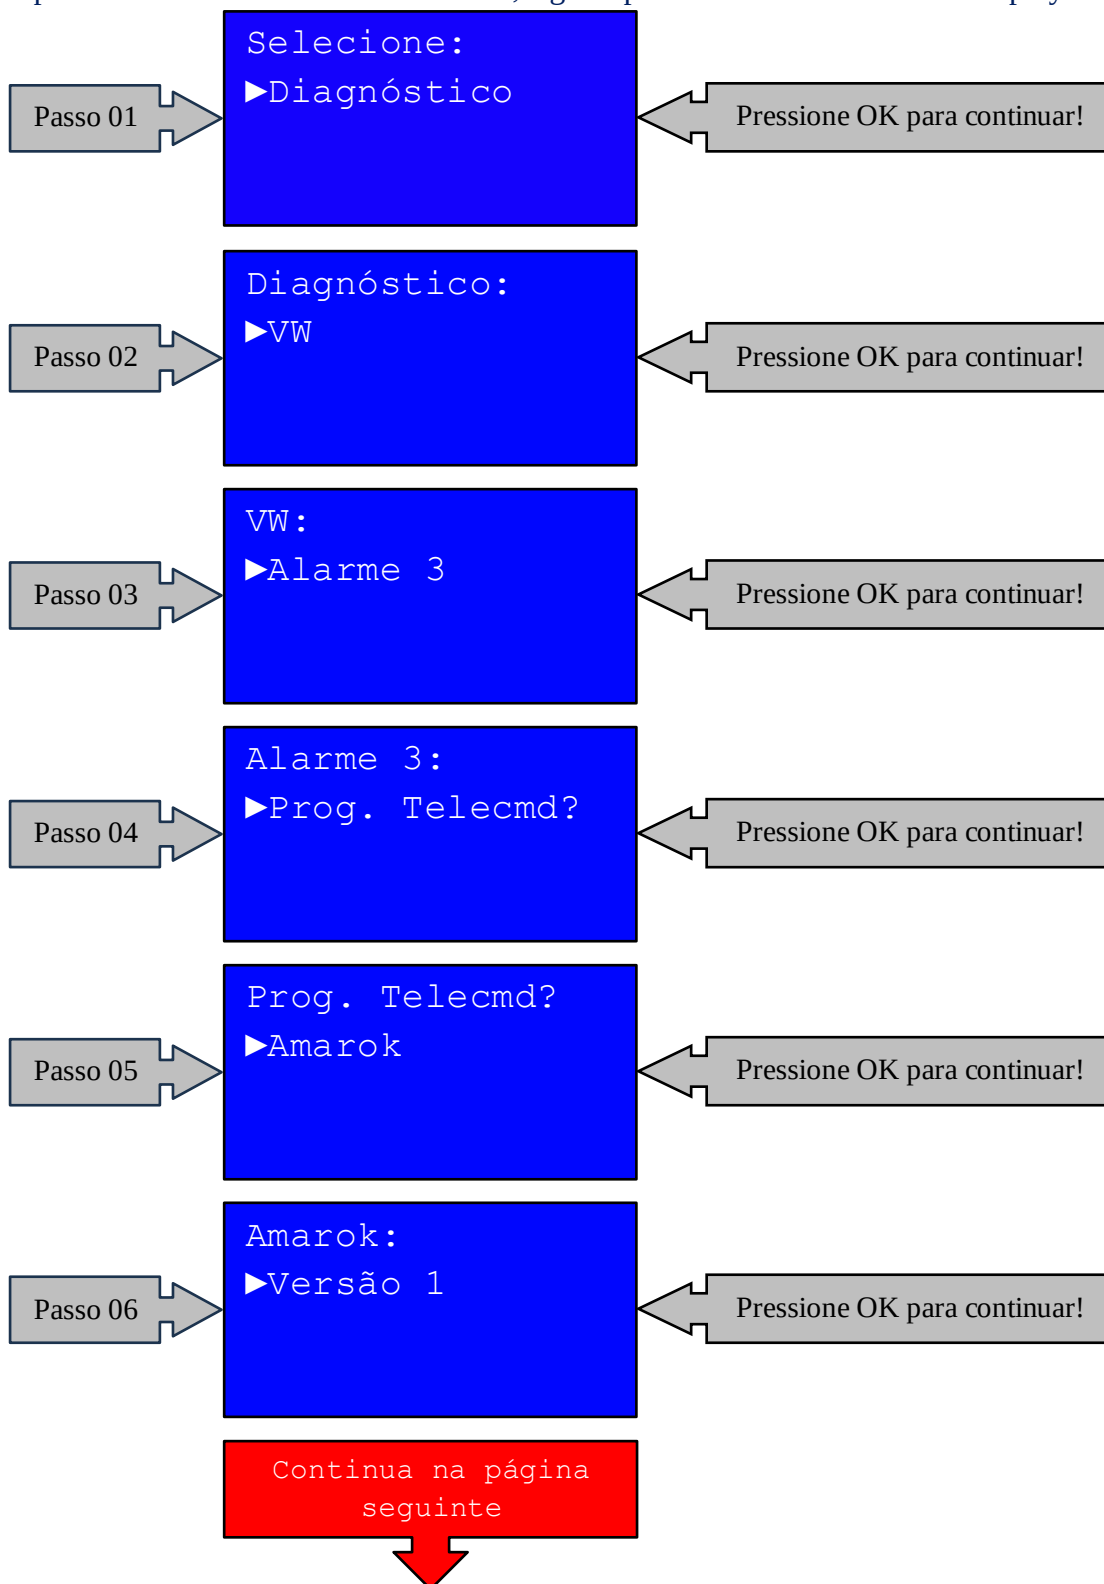 Selecione:
►Diagnóstico
Passo 01
Pressione OK para continuar!
Diagnóstico:
►VW
Passo 02
Pressione OK para continuar!
VW:
►Alarme 3
Passo 03
Pressione OK para continuar!
Alarme 3:
►Prog. Telecmd?
Passo 04
Pressione OK para continuar!
Prog. Telecmd?
►Amarok
Passo 05
Pressione OK para continuar!
Amarok:
►Versão 1
Passo 06
Pressione OK para continuar!
Continua na página
seguinte